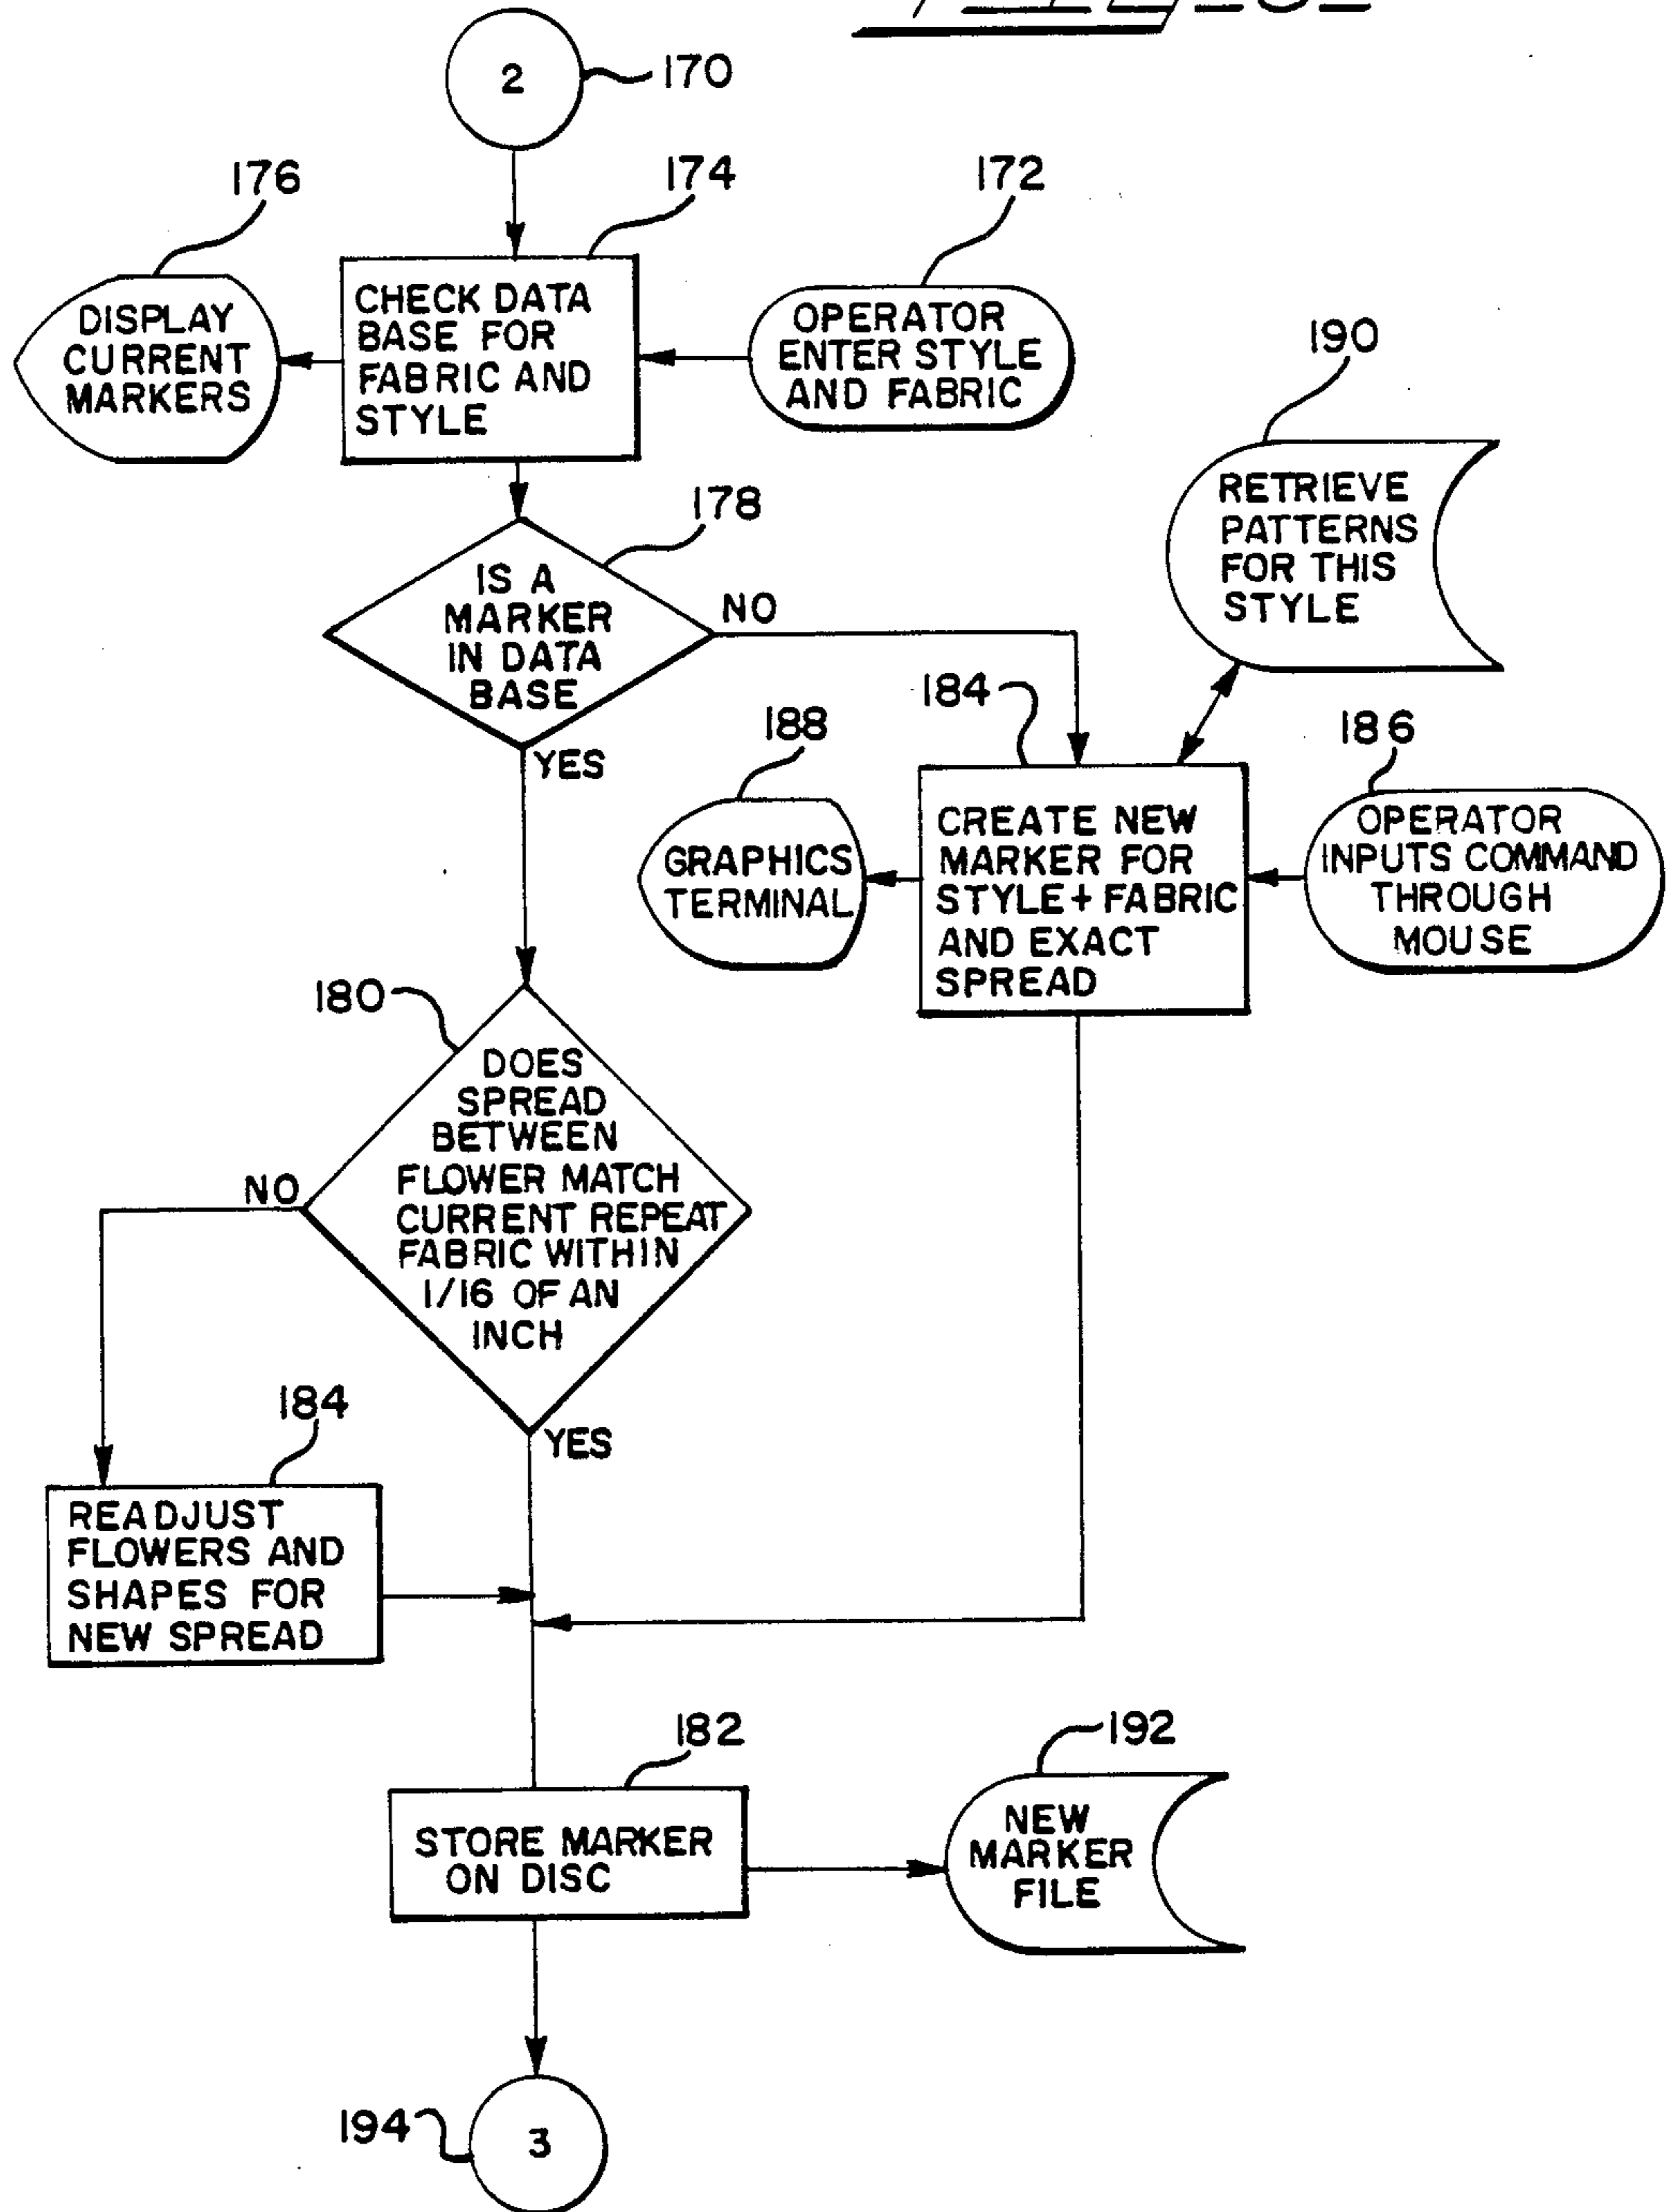 2
170
176
174
172
DISPLAY
CURRENT
MARKERS
CHECK DATA
BASE FOR
FABRIC AND
STYLE
OPERATOR
ENTER STYLE
AND FABRIC
190
RETRIEVE
PATTERNS
FOR THIS
STYLE
178
IS A
MARKER
IN DATA
BASE
NO
YES
184
188
186
GRAPHICS
TERMINAL
CREATE NEW
MARKER FOR
STYLE + FABRIC
AND EXACT
SPREAD
OPERATOR
INPUTS COMMAND
THROUGH
MOUSE
180
DOES
SPREAD
BETWEEN
FLOWER MATCH
CURRENT REPEAT
FABRIC WITHIN
1/16 OF AN
INCH
NO
YES
184
READJUST
FLOWERS AND
SHAPES FOR
NEW SPREAD
182
STORE MARKER
ON DISC
192
NEW
MARKER
FILE
194
3